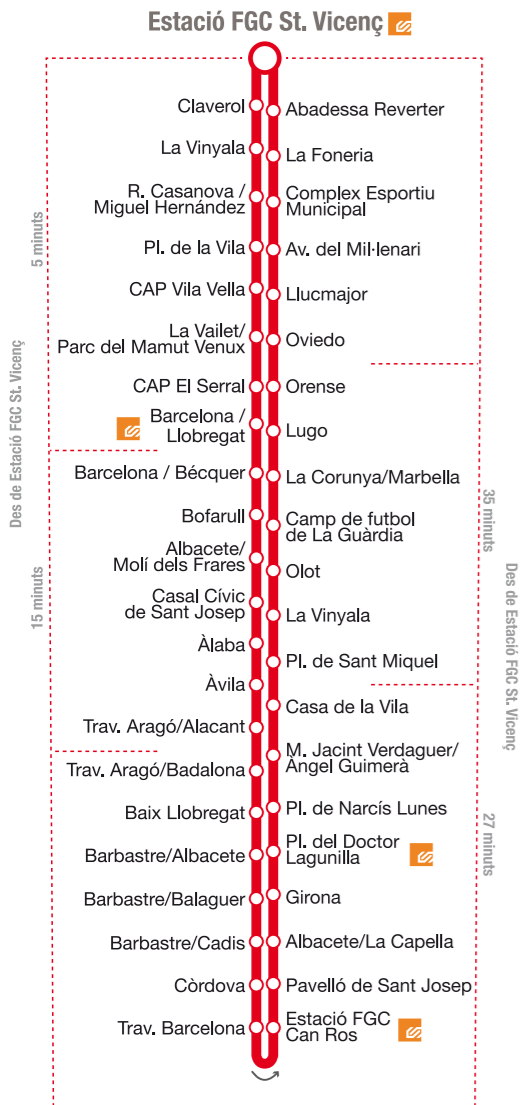 Estació FGC St. Vicenç
Claverol
La Vinyala
R. Casanova /
Miguel Hernández
Pl. de la Vila
CAP Vila Vella
La Vailet/
Parc del Mamut Venux
CAP El Serral
Barcelona /
Llobregat
Barcelona / Bécquer
Bofarull
Albacete/
Molí dels Frares
Casal Cívic
de Sant Josep
Àlaba
Àvila
Trav. Aragó/Alacant
Trav. Aragó/Badalona
Baix Llobregat
Barbastre/Albacete
Barbastre/Balaguer
Barbastre/Cadis
Còrdova
Trav. Barcelona
Abadessa Reverter
La Foneria
Complex Esportiu
Municipal
Av. del Mil·lenari
Llucmajor
Oviedo
Orense
Lugo
La Corunya/Marbella
Camp de futbol
de La Guàrdia
Olot
La Vinyala
Pl. de Sant Miquel
Casa de la Vila
M. Jacint Verdaguer/
Àngel Guimerà
Pl. de Narcís Lunes
Pl. del Doctor
Lagunilla
Girona
Albacete/La Capella
Pavelló de Sant Josep
Estació FGC
Can Ros
5 minuts
Des de Estació FGC St. Vicenç
15 minuts
35 minuts
Des de Estació FGC St. Vicenç
27 minuts